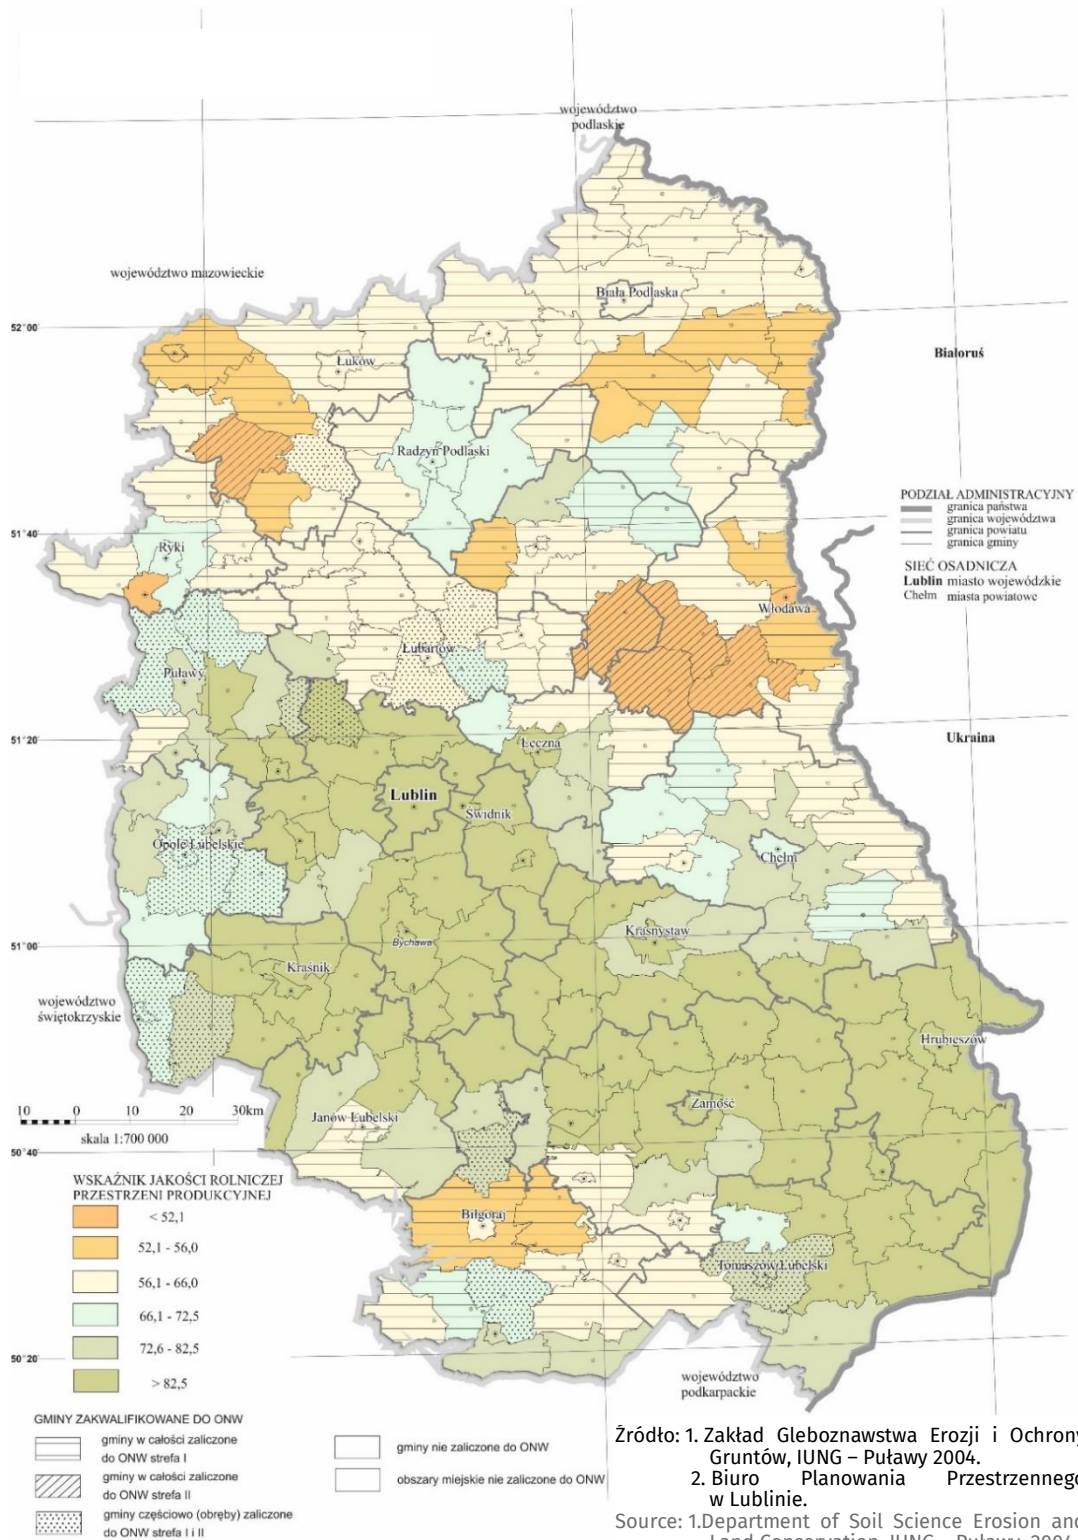 województwo
podlaskie
województwo mazowieckie
Biała Podlaska
52°00'
Białoruś
Łuków
Radzyń Podlaski
PODZIAŁ ADMINISTRACYJNY
granica państwa
granica województwa
granica powiatu
granica gminy
51°40'
Ryki
SIEĆ OSADNICZA
Lublin miasto wojewódzkie
Chełm miasta powiatowe
Włodawa
Lubartów
Puławy
51°20'
Łęczna
Ukraina
Lublin
Świdnik
Opole Lubelskie
Chełm
Krasnystaw
51°00'
Bychawa
Kraśnik
województwo
świętokrzyskie
Hrubieszów
10 0 10 20 30km
Janów Lubelski
Zamość
skala 1:700 000
50°40'
WSKAŹNIK JAKOŚCI ROLNICZEJ
PRZESTRZENI PRODUKCYJNEJ
< 52,1
Biłgoraj
52,1 - 56,0
56,1 - 66,0
Tomaszów Lubelski
66,1 - 72,5
72,6 - 82,5
50°20'
> 82,5
województwo
podkarpackie
GMINY ZAKWALIFIKOWANE DO ONW
gminy w całości zaliczone
do ONW strefa I
gminy w całości zaliczone
do ONW strefa II
gminy częściowo (obręby) zaliczone
do ONW strefa I i II
gminy nie zaliczone do ONW
obszary miejskie nie zaliczone do ONW
Źródło: 1. Zakład Gleboznawstwa Erozji i Ochrony
Gruntów, IUNG – Puławy 2004.
2. Biuro Planowania Przestrzennego
w Lublinie.
Source: 1.Department of Soil Science Erosion and
Land Conservation, IUNG - Puławy, 2004.